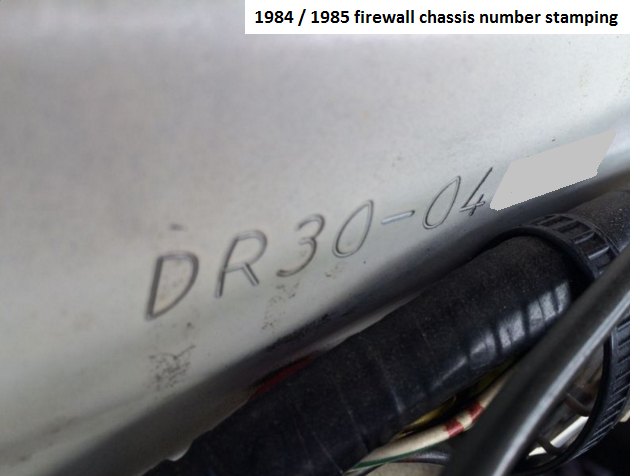 1984 / 1985 firewall chassis number stamping
DR30-04